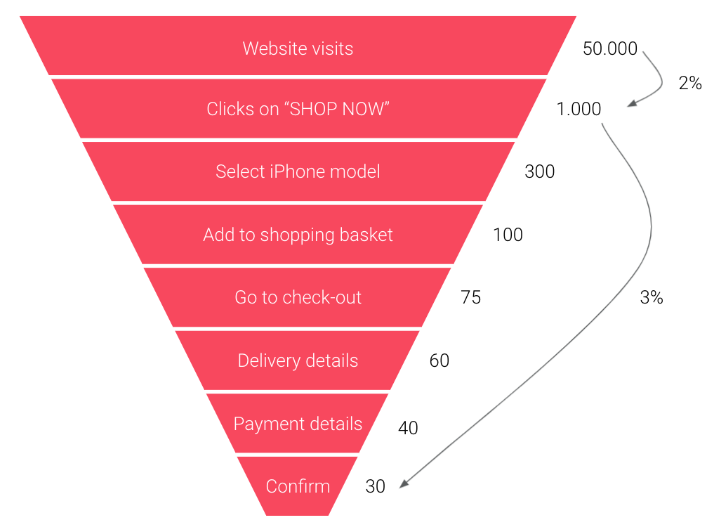 Website visits
50.000
2%
Clicks on “SHOP NOW”
1.000
Select iPhone model
300
Add to shopping basket
100
Go to check-out
75
3%
Delivery details
60
Payment details
40
Confirm
30